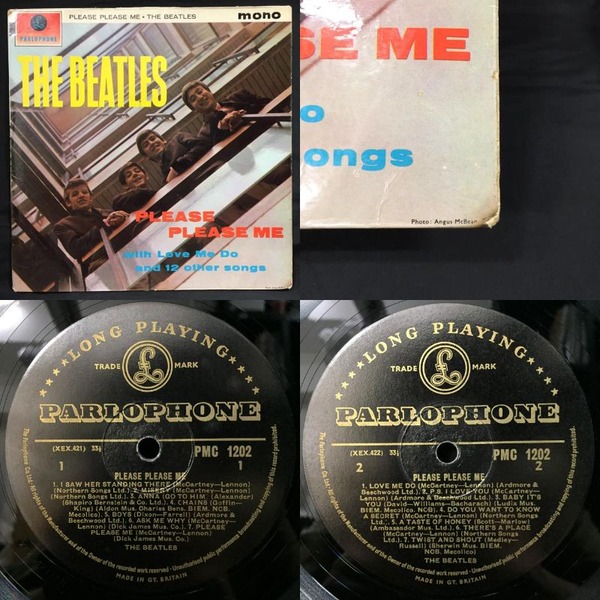 PLEASE PLEASE ME • THE BEATLES
mono
PARLOPHONE
THE BEATLES
PLEASE
PLEASE ME
with Love Me Do
and 12 other songs
SE ME
o
ongs
Photo: Angus McBean
LONG PLAYING
TRADE MARK
£
PARLOPHONE
(XEX.421) 33⅓
PMC 1202
1 1
PLEASE PLEASE ME
1. I SAW HER STANDING THERE (McCartney—Lennon)
(Northern Songs Ltd.) 2. MISERY (McCartney—Lennon)
(Northern Songs Ltd.) 3. ANNA (GO TO HIM) (Alexander)
(Shapiro Bernstein & Co. Ltd.) 4. CHAINS (Goffin—
King) Aldon Mus. Charles Bens. BIEM. NCB.
Mecolico) 5. BOYS (Dixon—Farrell) (Ardmore &
Beechwood Ltd.) 6. ASK ME WHY (McCartney—
Lennon) (Dick James Mus. Co.) 7. PLEASE
PLEASE ME (McCartney—Lennon)
(Dick James Mus. Co.)
THE BEATLES
MADE IN GT. BRITAIN
LONG PLAYING
TRADE MARK
£
PARLOPHONE
(XEX.422) 33⅓
PMC 1202
2 2
PLEASE PLEASE ME
1. LOVE ME DO (McCartney—Lennon) (Ardmore &
Beechwood Ltd.) 2. P.S. I LOVE YOU (McCartney—
Lennon) (Ardmore & Beechwood Ltd.) 3. BABY IT'S
YOU (David—Williams—Bacharach) (Ludfix Mus.
BIEM. Mecolico. NCB.) 4. DO YOU WANT TO KNOW
A SECRET (McCartney—Lennon) (Northern Songs
Ltd.) 5. A TASTE OF HONEY (Scott—Marlow)
(Ambassador Mus. Ltd.) 6. THERE'S A PLACE
(McCartney—Lennon) (Northern Songs
Ltd.) 7. TWIST AND SHOUT (Medley—
Russell) (Sherwin Mus. BIEM.
NCB. Mecolico)
THE BEATLES
MADE IN GT. BRITAIN